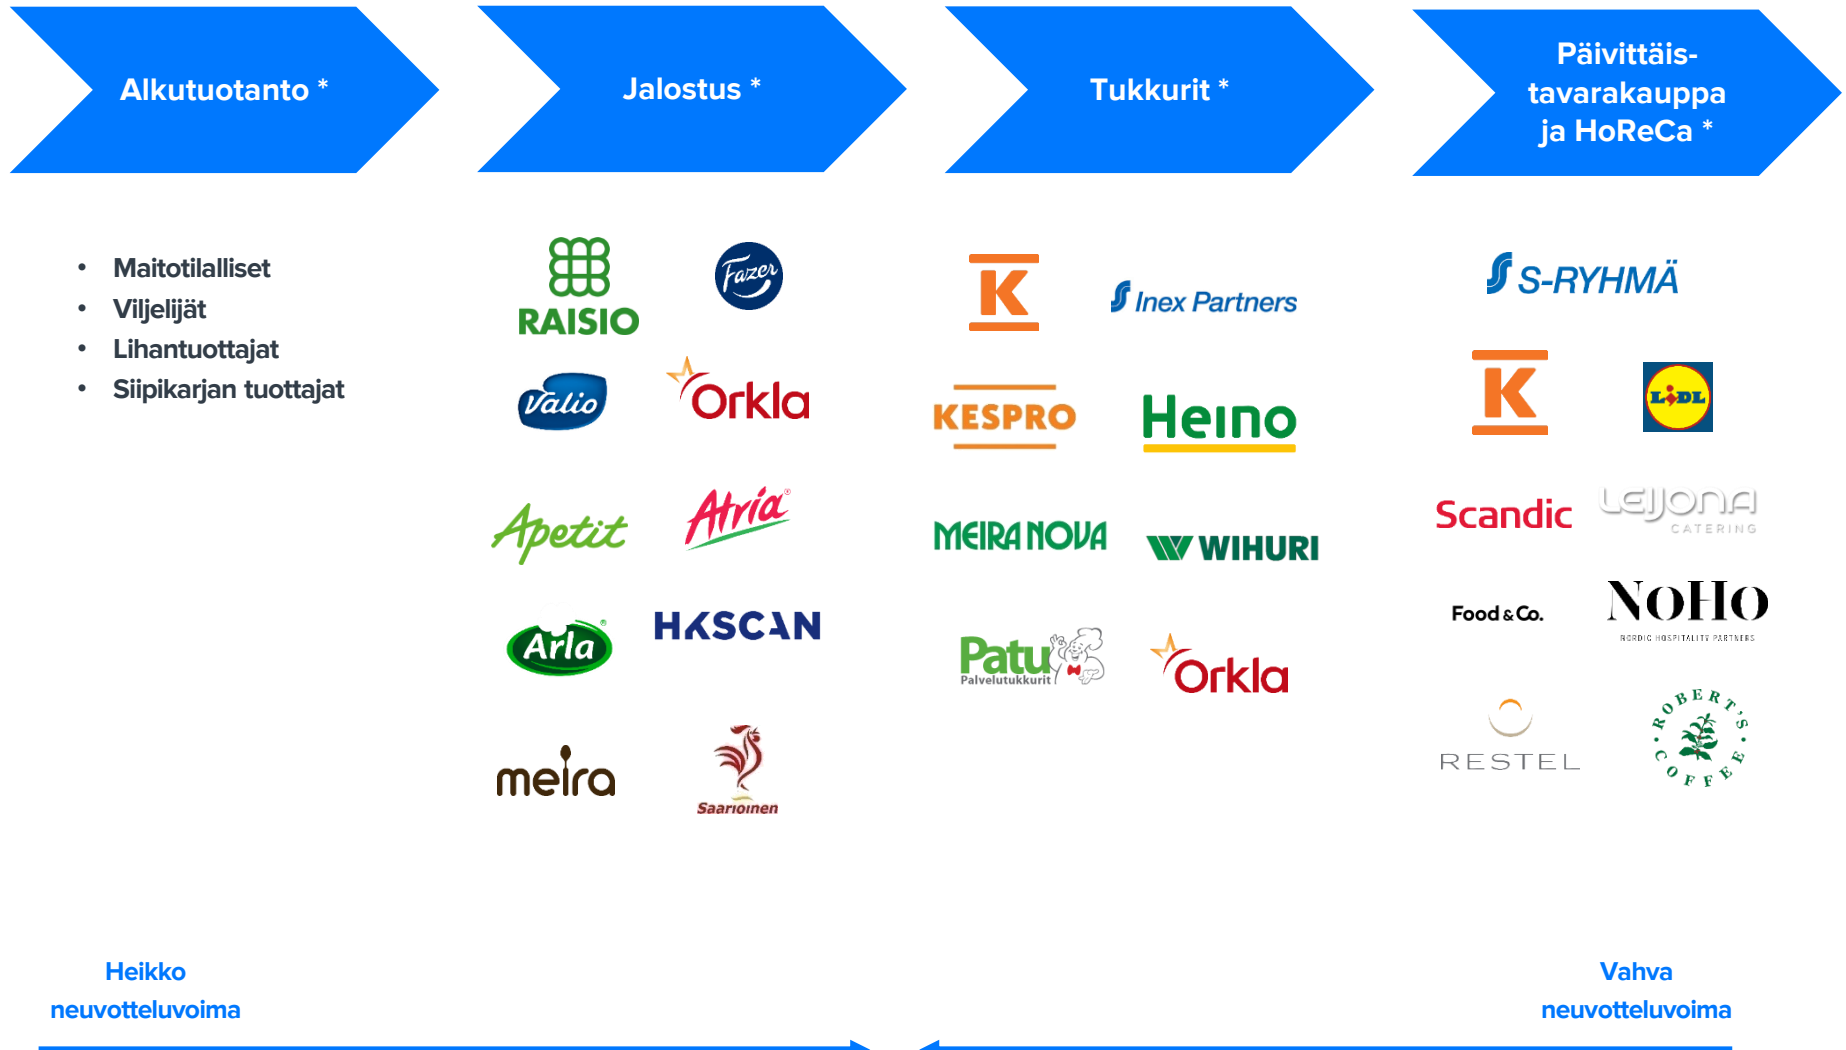 Alkutuotanto *
Jalostus *
Tukkurit *
Päivittäis-
tavarakauppa
ja HoReCa *
• Maitotilalliset
• Viljelijät
• Lihantuottajat
• Siipikarjan tuottajat
RAISIO
Fazer
Valio
Orkla
Apetit
Atria®
Arla®
HKSCAN
meira
Saarioinen
K
Inex Partners
KESPRO
Heino
MEIRA NOVA
WIHURI
Patu
Palvelutukkurit
Orkla
S-RYHMÄ
K
LIDL
Scandic
LEIJONA
CATERING
Food & Co.
NoHo
NORDIC HOSPITALITY PARTNERS
RESTEL
ROBERT'S
COFFEE
Heikko
neuvotteluvoima
Vahva
neuvotteluvoima